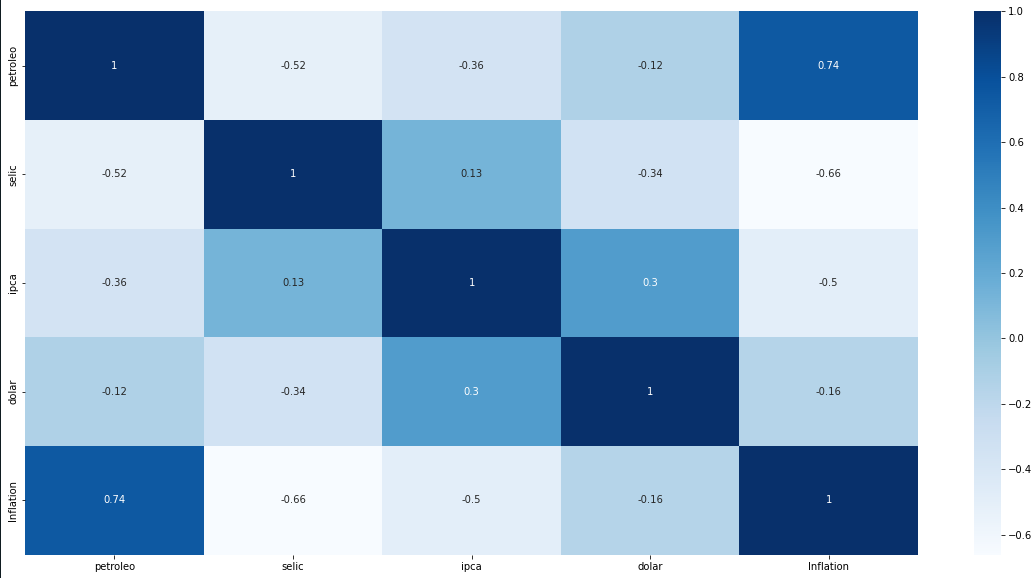 petroleo 1 -0.52 -0.36 -0.12 0.74
selic -0.52 1 0.13 -0.34 -0.66
ipca -0.36 0.13 1 0.3 -0.5
dolar -0.12 -0.34 0.3 1 -0.16
Inflation 0.74 -0.66 -0.5 -0.16 1
petroleo selic ipca dolar Inflation
1.0
0.8
0.6
0.4
0.2
0.0
−0.2
−0.4
−0.6